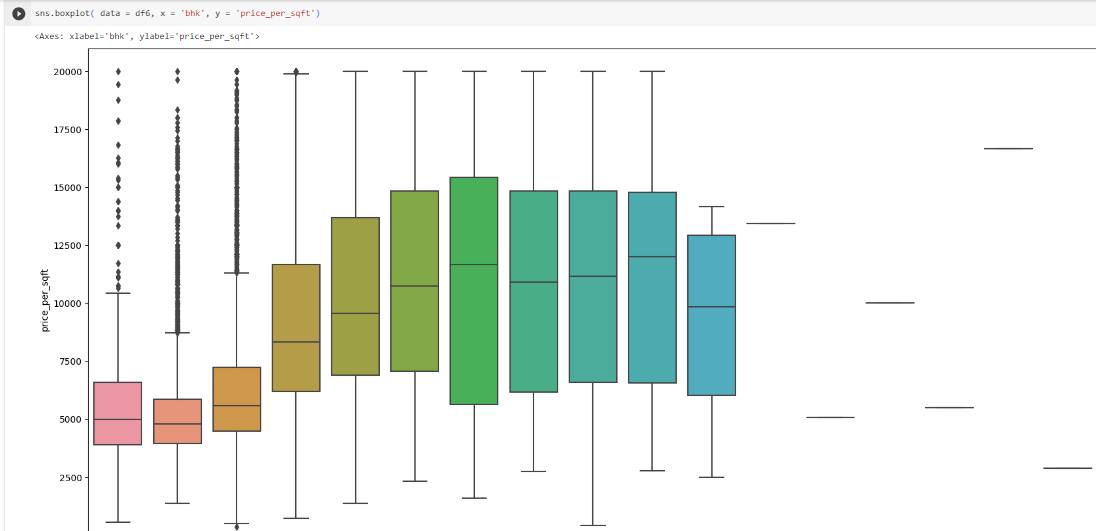 sns.boxplot( data = df6, x = 'bhk', y = 'price_per_sqft')
<Axes: xlabel='bhk', ylabel='price_per_sqft'>
20000
17500
15000
12500
10000
7500
5000
2500
price_per_sqft